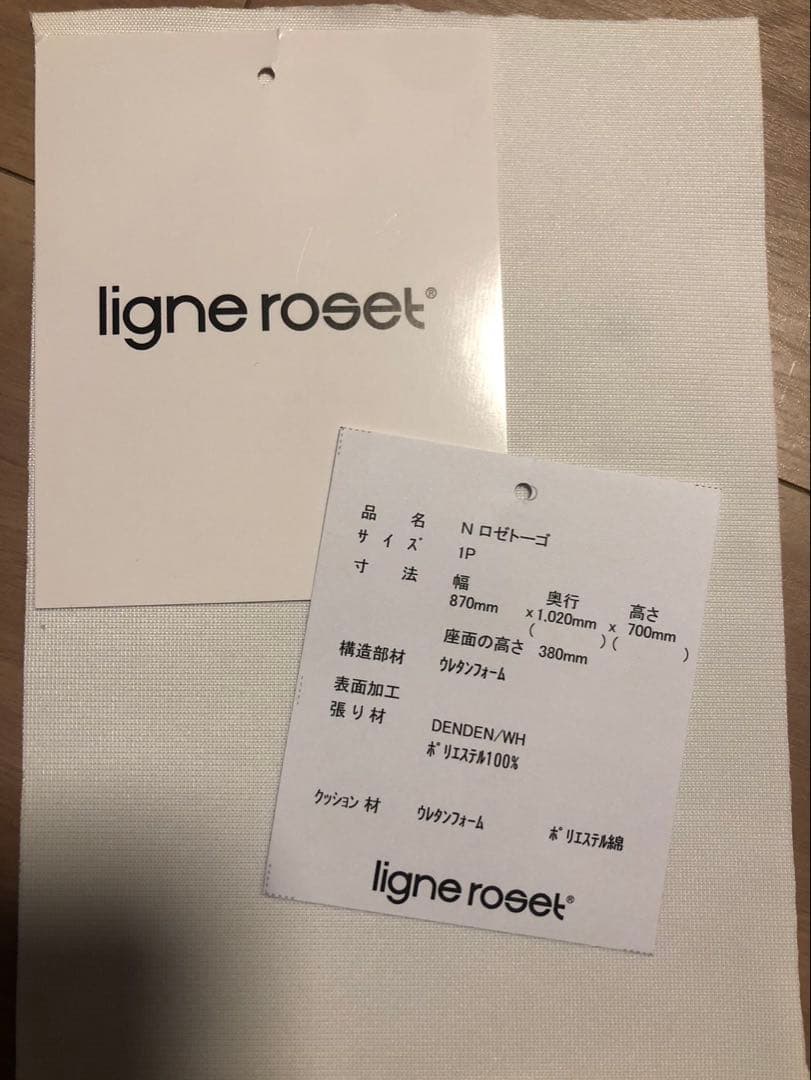 ligne roset®
品名 N ロゼトーゴ
サイズ 1P
寸法 幅 奥行 高さ
870mm x 1.020mm x 700mm
( ) ( )
座面の高さ 380mm
構造部材 ウレタンフォーム
表面加工
張り材 DENDEN/WH
ポリエステル100%
クッション材 ウレタンフォーム ポリエステル綿
ligne roset®